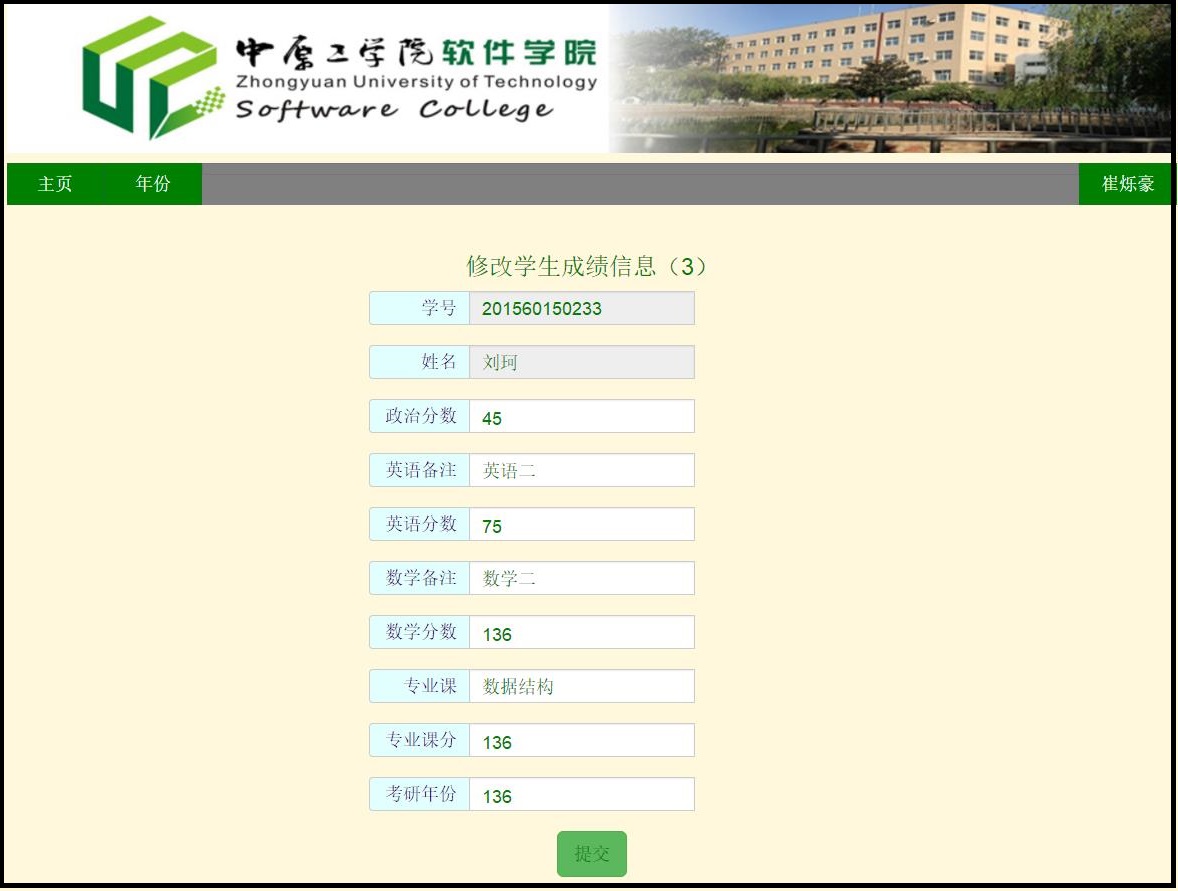 中原工学院软件学院
Zhongyuan University of Technology
Software College
主页 年份 崔烁豪
修改学生成绩信息（3）
学号 201560150233
姓名 刘珂
政治分数 45
英语备注 英语二
英语分数 75
数学备注 数学二
数学分数 136
专业课 数据结构
专业课分 136
考研年份 136
提交